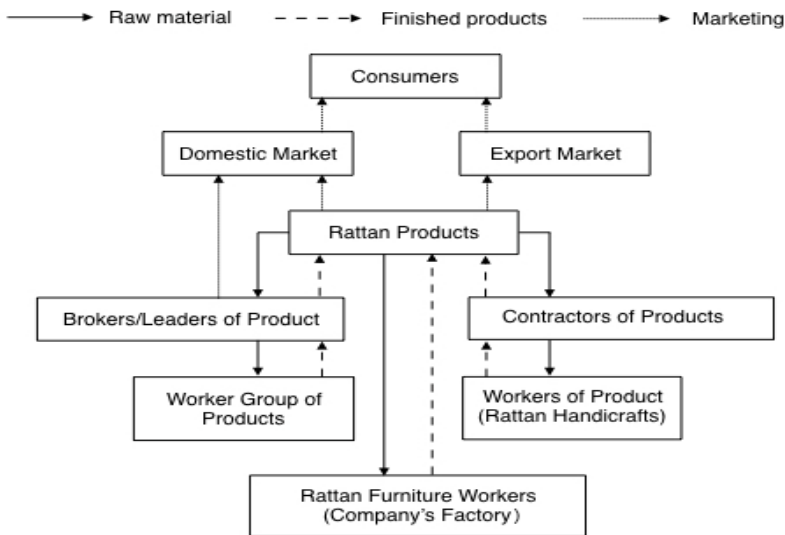 Raw material
Finished products
Marketing
Consumers
Domestic Market
Export Market
Rattan Products
Brokers/Leaders of Product
Contractors of Products
Worker Group of
Products
Workers of Product
(Rattan Handicrafts)
Rattan Furniture Workers
(Company's Factory)